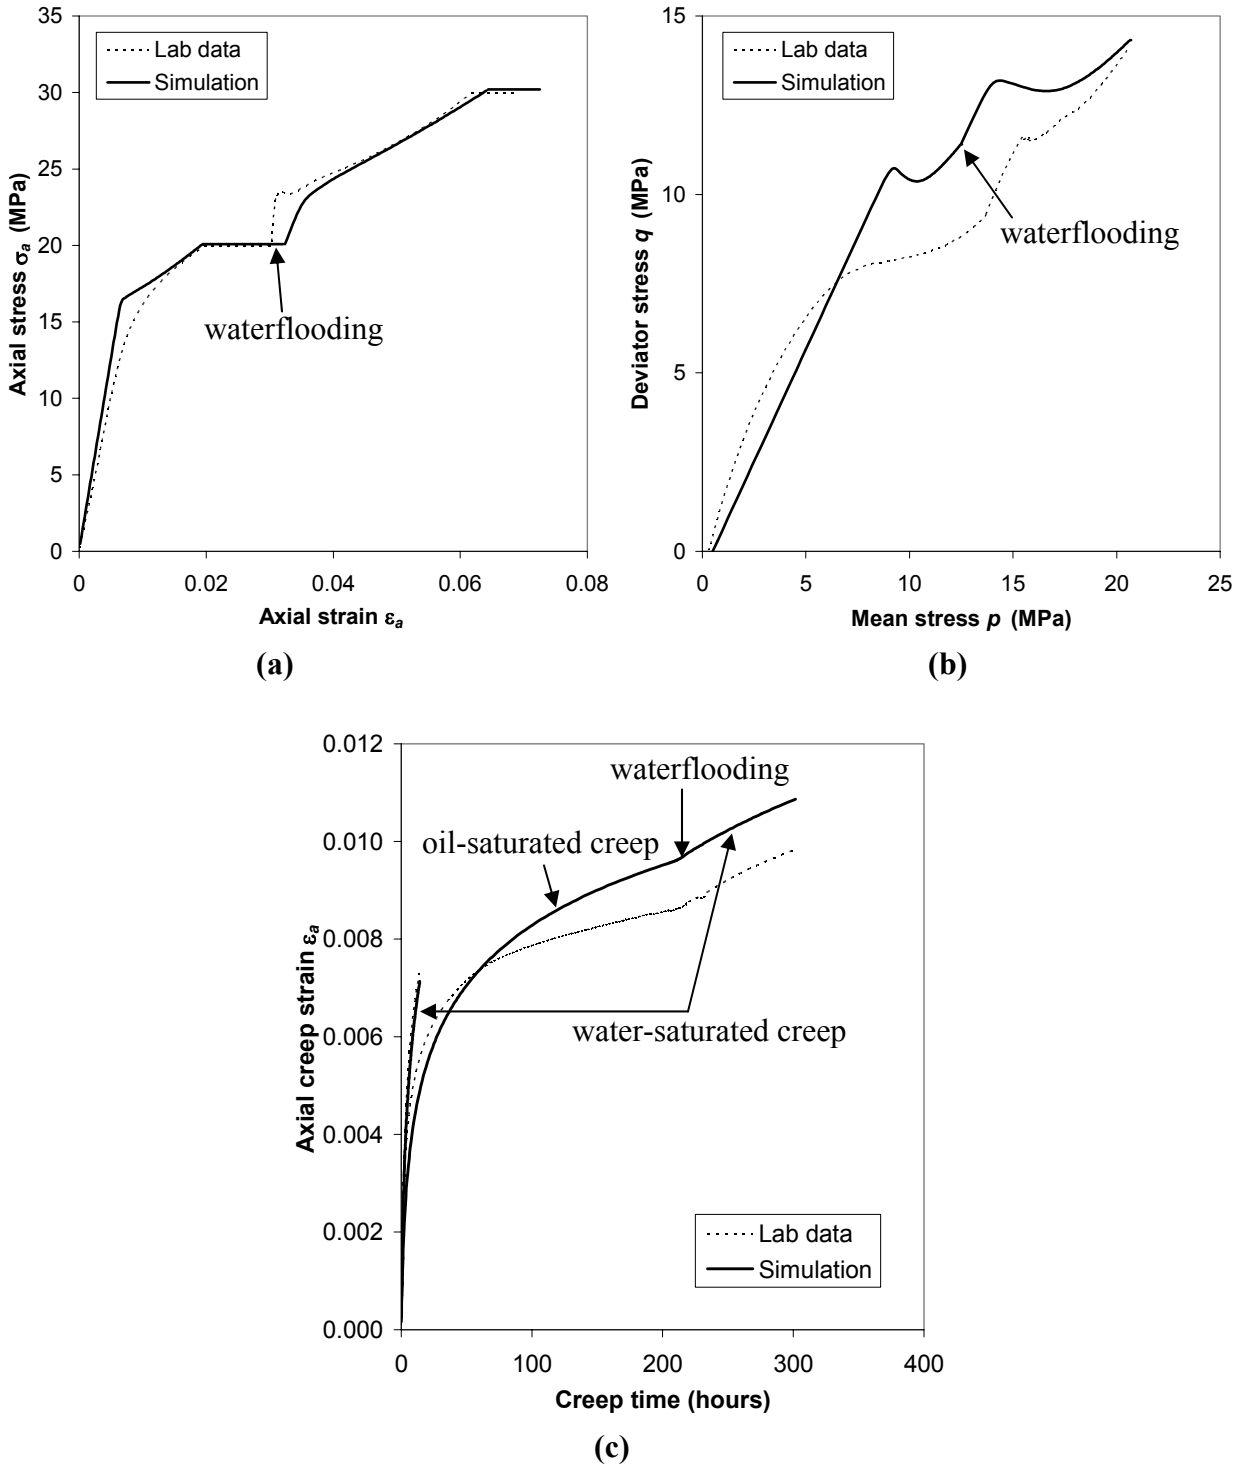 35
30
25
20
15
10
5
0
Axial stress σa (MPa)
Lab data
Simulation
waterflooding
0
0.02
0.04
0.06
0.08
Axial strain εa
(a)
15
10
5
0
Deviator stress q (MPa)
Lab data
Simulation
waterflooding
0
5
10
15
20
25
Mean stress p (MPa)
(b)
0.012
0.010
0.008
0.006
0.004
0.002
0.000
Axial creep strain εa
waterflooding
oil-saturated creep
water-saturated creep
Lab data
Simulation
0
100
200
300
400
Creep time (hours)
(c)